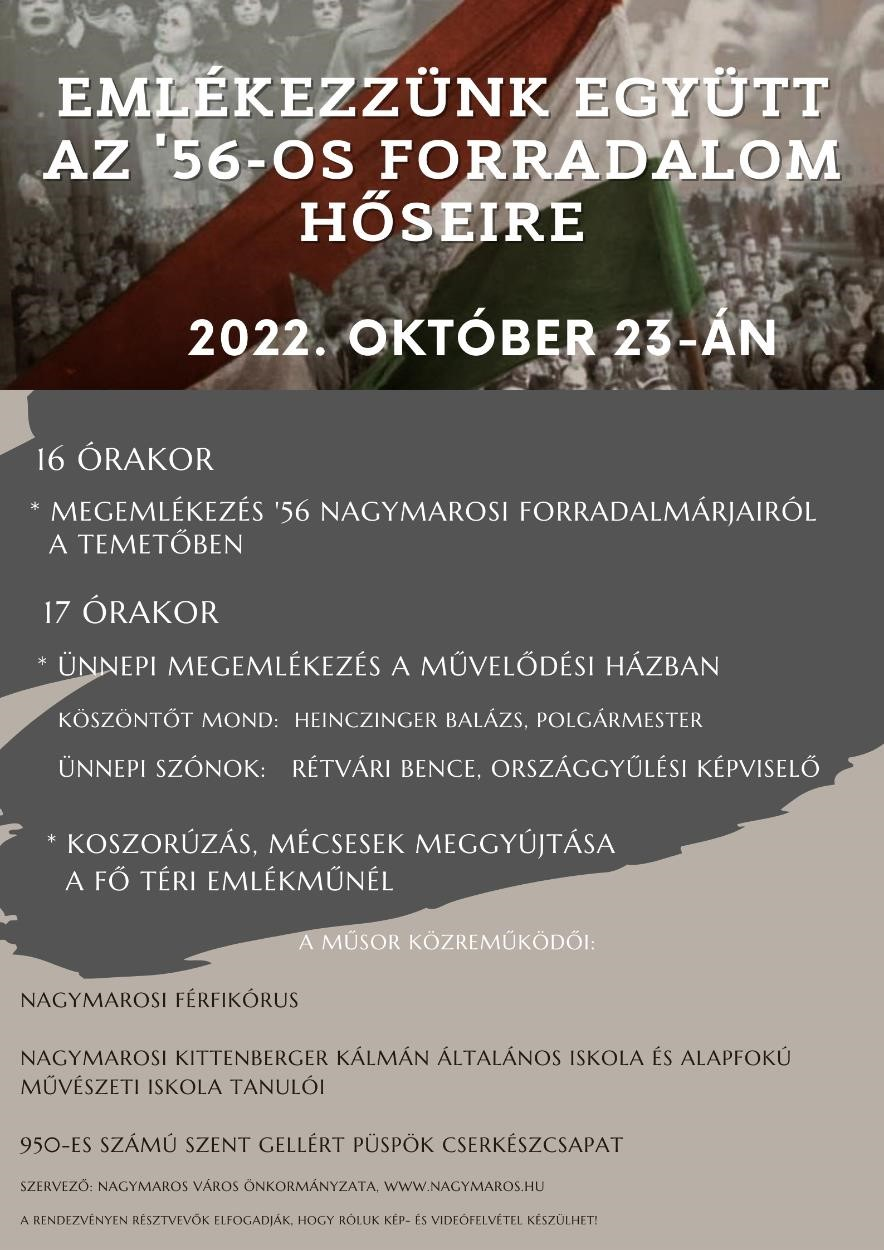 EMLÉKEZZÜNK EGYÜTT
AZ '56-OS FORRADALOM
HŐSEIRE
2022. OKTÓBER 23-ÁN
16 ÓRAKOR
* MEGEMLÉKEZÉS '56 NAGYMAROSI FORRADALMÁRJAIRÓL
A TEMETŐBEN
17 ÓRAKOR
* ÜNNEPI MEGEMLÉKEZÉS A MŰVELŐDÉSI HÁZBAN
KÖSZÖNTŐT MOND: HEINCZINGER BALÁZS, POLGÁRMESTER
ÜNNEPI SZÓNOK: RÉTVÁRI BENCE, ORSZÁGGYŰLÉSI KÉPVISELŐ
* KOSZORÚZÁS, MÉCSESEK MEGGYÚJTÁSA
A FŐ TÉRI EMLÉKMŰNÉL
A MŰSOR KÖZREMŰKÖDŐI:
NAGYMAROSI FÉRFIKÓRUS
NAGYMAROSI KITTENBERGER KÁLMÁN ÁLTALÁNOS ISKOLA ÉS ALAPFOKÚ
MŰVÉSZETI ISKOLA TANULÓI
950-ES SZÁMÚ SZENT GELLÉRT PÜSPÖK CSERKÉSZCSAPAT
SZERVEZŐ: NAGYMAROS VÁROS ÖNKORMÁNYZATA, WWW.NAGYMAROS.HU
A RENDEZVÉNYEN RÉSZTVEVŐK ELFOGADJÁK, HOGY RÓLUK KÉP- ÉS VIDEÓFELVÉTEL KÉSZÜLHET!